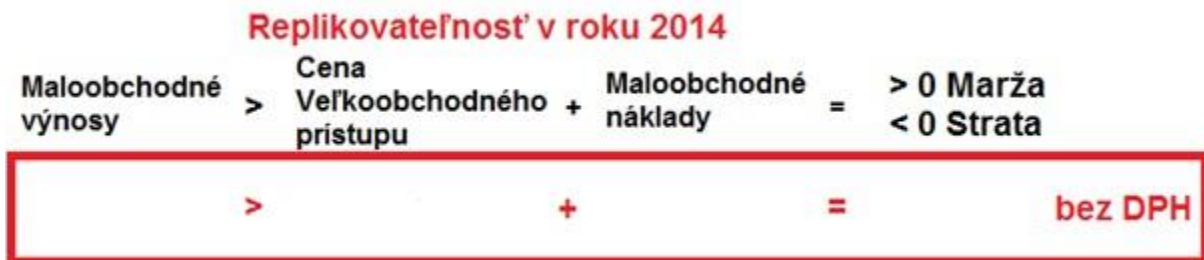 Replikovateľnosť v roku 2014
Maloobchodné výnosy > Cena Veľkoobchodného prístupu + Maloobchodné náklady = > 0 Marža
< 0 Strata
> + = bez DPH